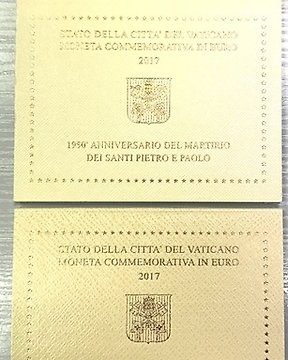 STATO DELLA CITTA' DEL VATICANO
MONETA COMMEMORATIVA IN EURO
2017
1950° ANNIVERSARIO DEL MARTIRIO
DEI SANTI PIETRO E PAOLO
STATO DELLA CITTA' DEL VATICANO
MONETA COMMEMORATIVA IN EURO
2017